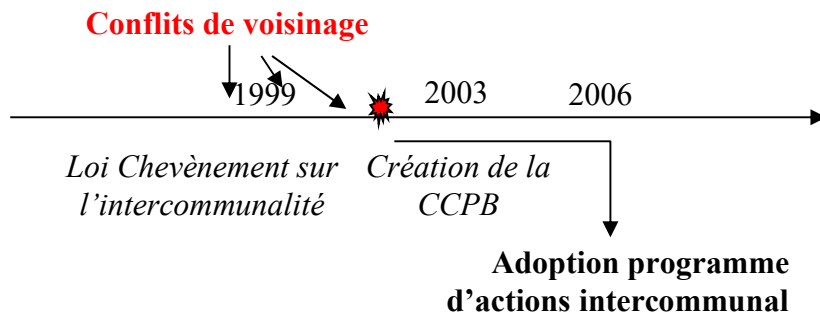 Conflits de voisinage
1999
2003
2006
Loi Chevènement sur
l’intercommunalité
Création de la
CCPB
Adoption programme
d’actions intercommunal